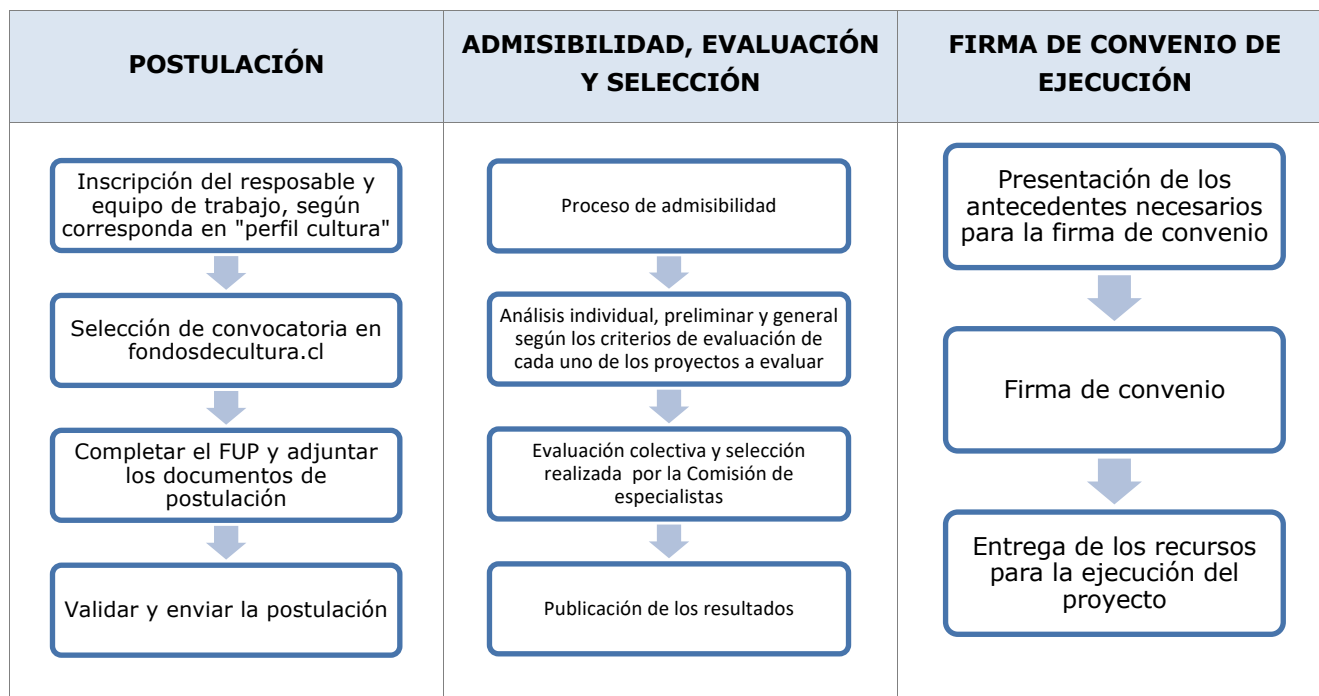 POSTULACIÓN
Inscripción del resposable y
equipo de trabajo, según
corresponda en "perfil cultura"
Selección de convocatoria en
fondosdecultura.cl
Completar el FUP y adjuntar
los documentos de
postulación
Validar y enviar la postulación
ADMISIBILIDAD, EVALUACIÓN
Y SELECCIÓN
Proceso de admisibilidad
Análisis individual, preliminar y general
según los criterios de evaluación de
cada uno de los proyectos a evaluar
Evaluación colectiva y selección
realizada por la Comisión de
especialistas
Publicación de los resultados
FIRMA DE CONVENIO DE
EJECUCIÓN
Presentación de los
antecedentes necesarios
para la firma de convenio
Firma de convenio
Entrega de los recursos
para la ejecución del
proyecto